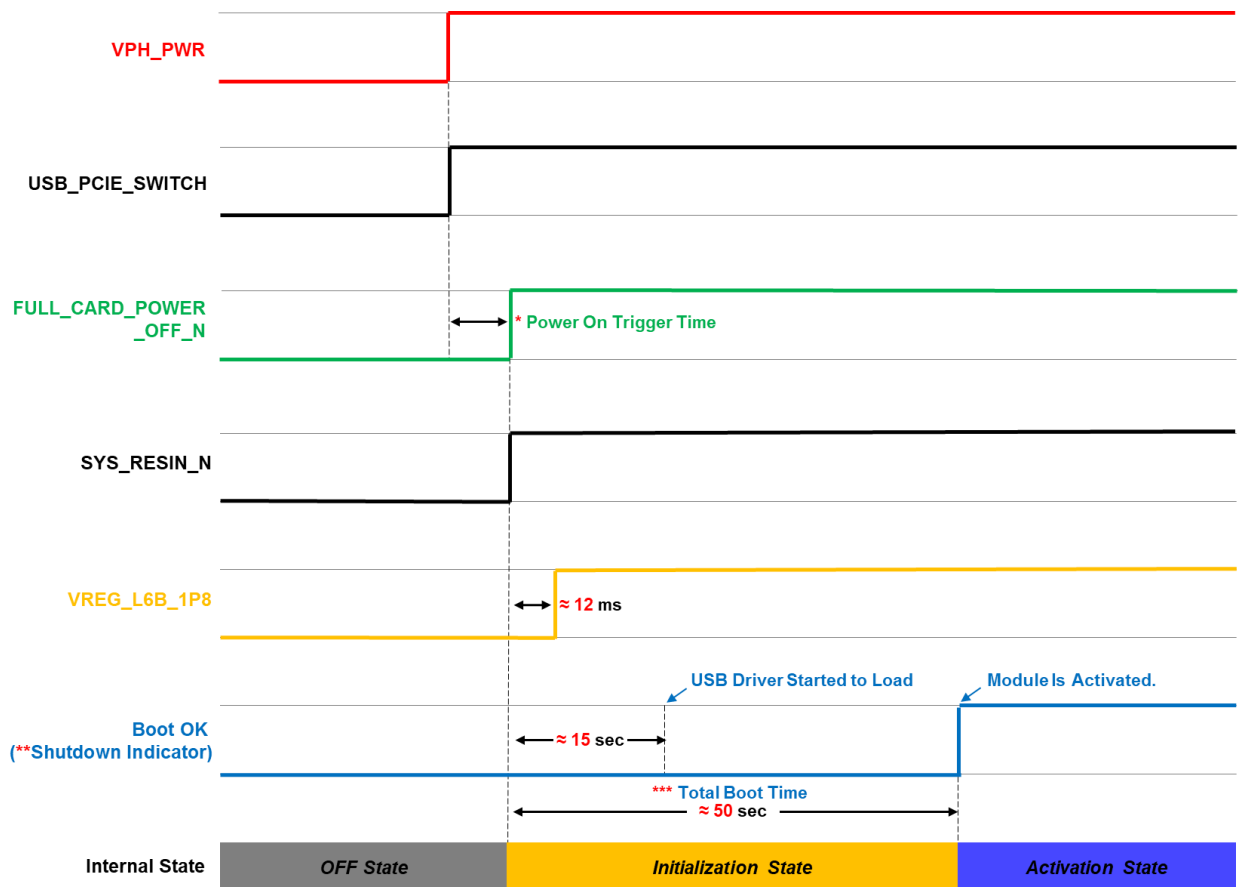 VPH_PWR
USB_PCIE_SWITCH
FULL_CARD_POWER
_OFF_N
* Power On Trigger Time
SYS_RESIN_N
VREG_L6B_1P8
≈ 12 ms
USB Driver Started to Load
Module Is Activated.
Boot OK
(**Shutdown Indicator)
≈ 15 sec
*** Total Boot Time
≈ 50 sec
Internal State
OFF State
Initialization State
Activation State